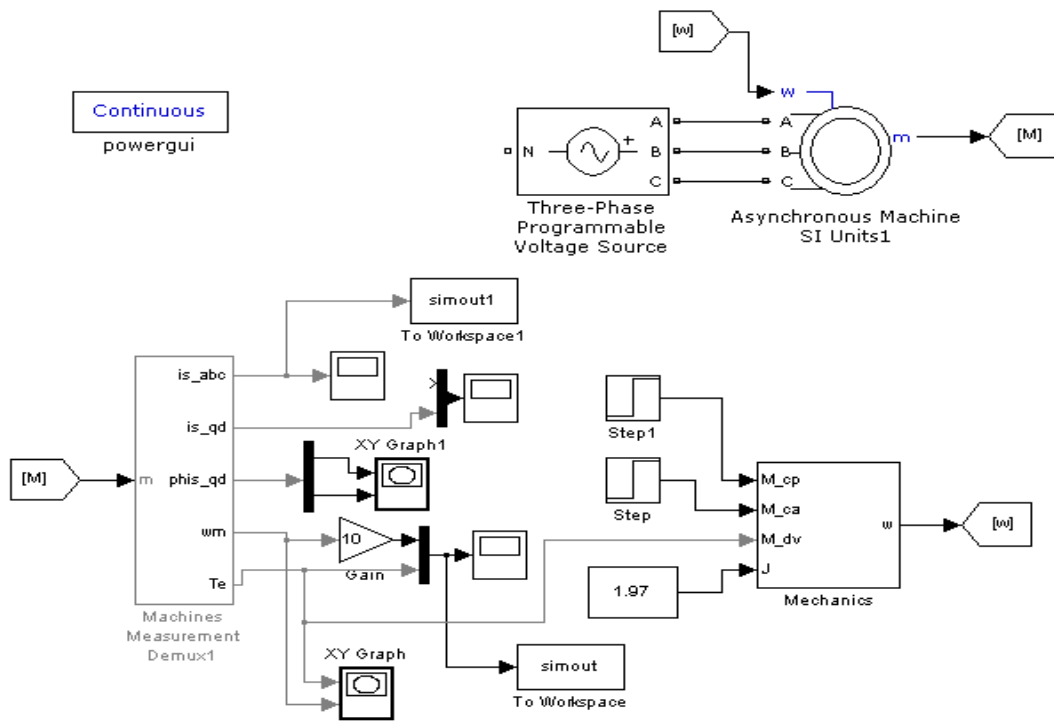 [w]
Continuous
powergui
w
A
B
C
N
+
A
B
C
m
[M]
Three-Phase
Programmable
Voltage Source
Asynchronous Machine
SI Units1
simout1
To Workspace1
is_abc
is_qd
XY Graph1
Step1
[M]
m
phis_qd
wm
Te
10
Gain
Step
M_cp
M_ca
M_dv
J
w
[w]
1.97
Mechanics
Machines
Measurement
Demux1
XY Graph
simout
To Workspace